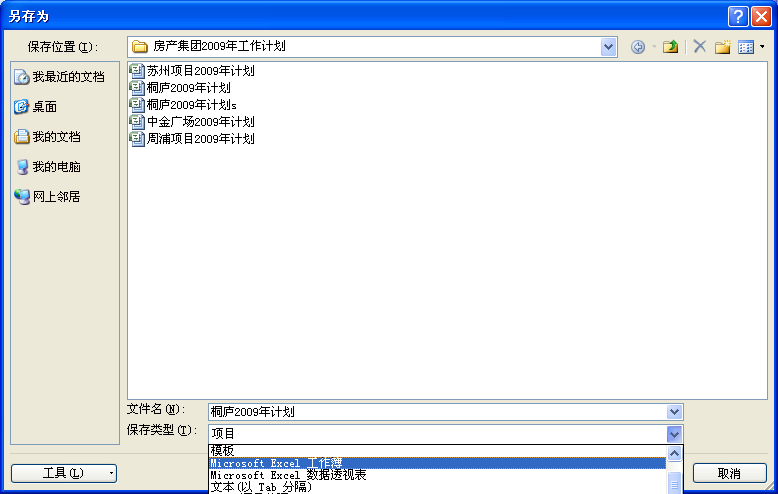 另存为
保存位置(I):
房产集团2009年工作计划
我最近的文档
桌面
我的文档
我的电脑
网上邻居
苏州项目2009年计划
桐庐2009年计划
桐庐2009年计划s
中金广场2009年计划
周浦项目2009年计划
文件名(N):
桐庐2009年计划
保存类型(T):
项目
模板
Microsoft Excel 工作簿
Microsoft Excel 数据透视表
文本(以 Tab 分隔)
工具(L)
取消